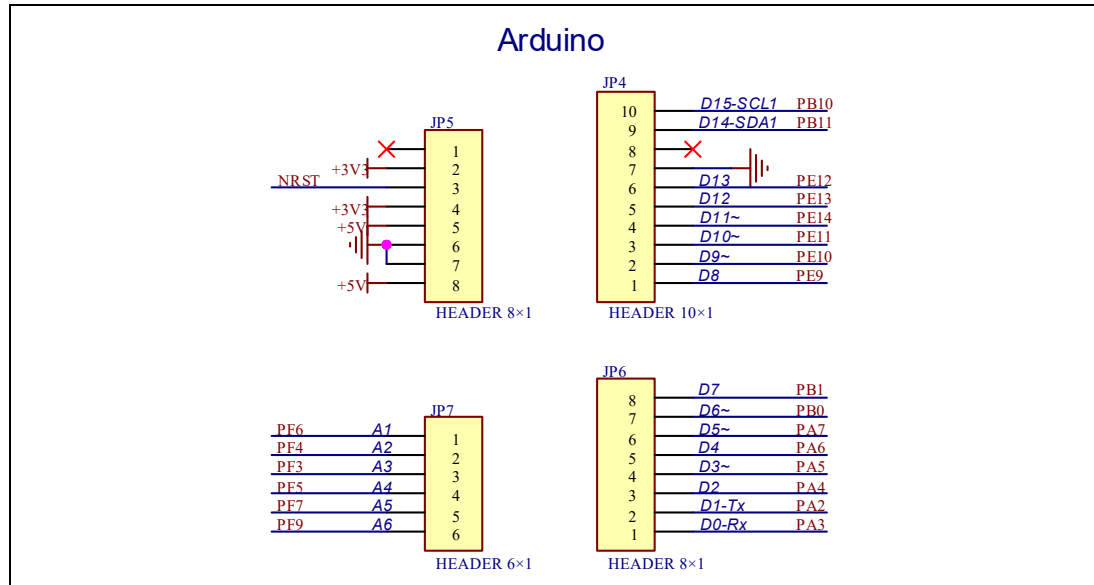 Arduino
JP5
1
+3V3 2
NRST 3
+3V3 4
+5V 5
6
7
+5V 8
HEADER 8×1
JP4
10 D15-SCL1 PB10
9 D14-SDA1 PB11
8
7
6 D13 PE12
5 D12 PE13
4 D11~ PE14
3 D10~ PE11
2 D9~ PE10
1 D8 PE9
HEADER 10×1
JP7
PF6 A1 1
PF4 A2 2
PF3 A3 3
PF5 A4 4
PF7 A5 5
PF9 A6 6
HEADER 6×1
JP6
8 D7 PB1
7 D6~ PB0
6 D5~ PA7
5 D4 PA6
4 D3~ PA5
3 D2 PA4
2 D1-Tx PA2
1 D0-Rx PA3
HEADER 8×1